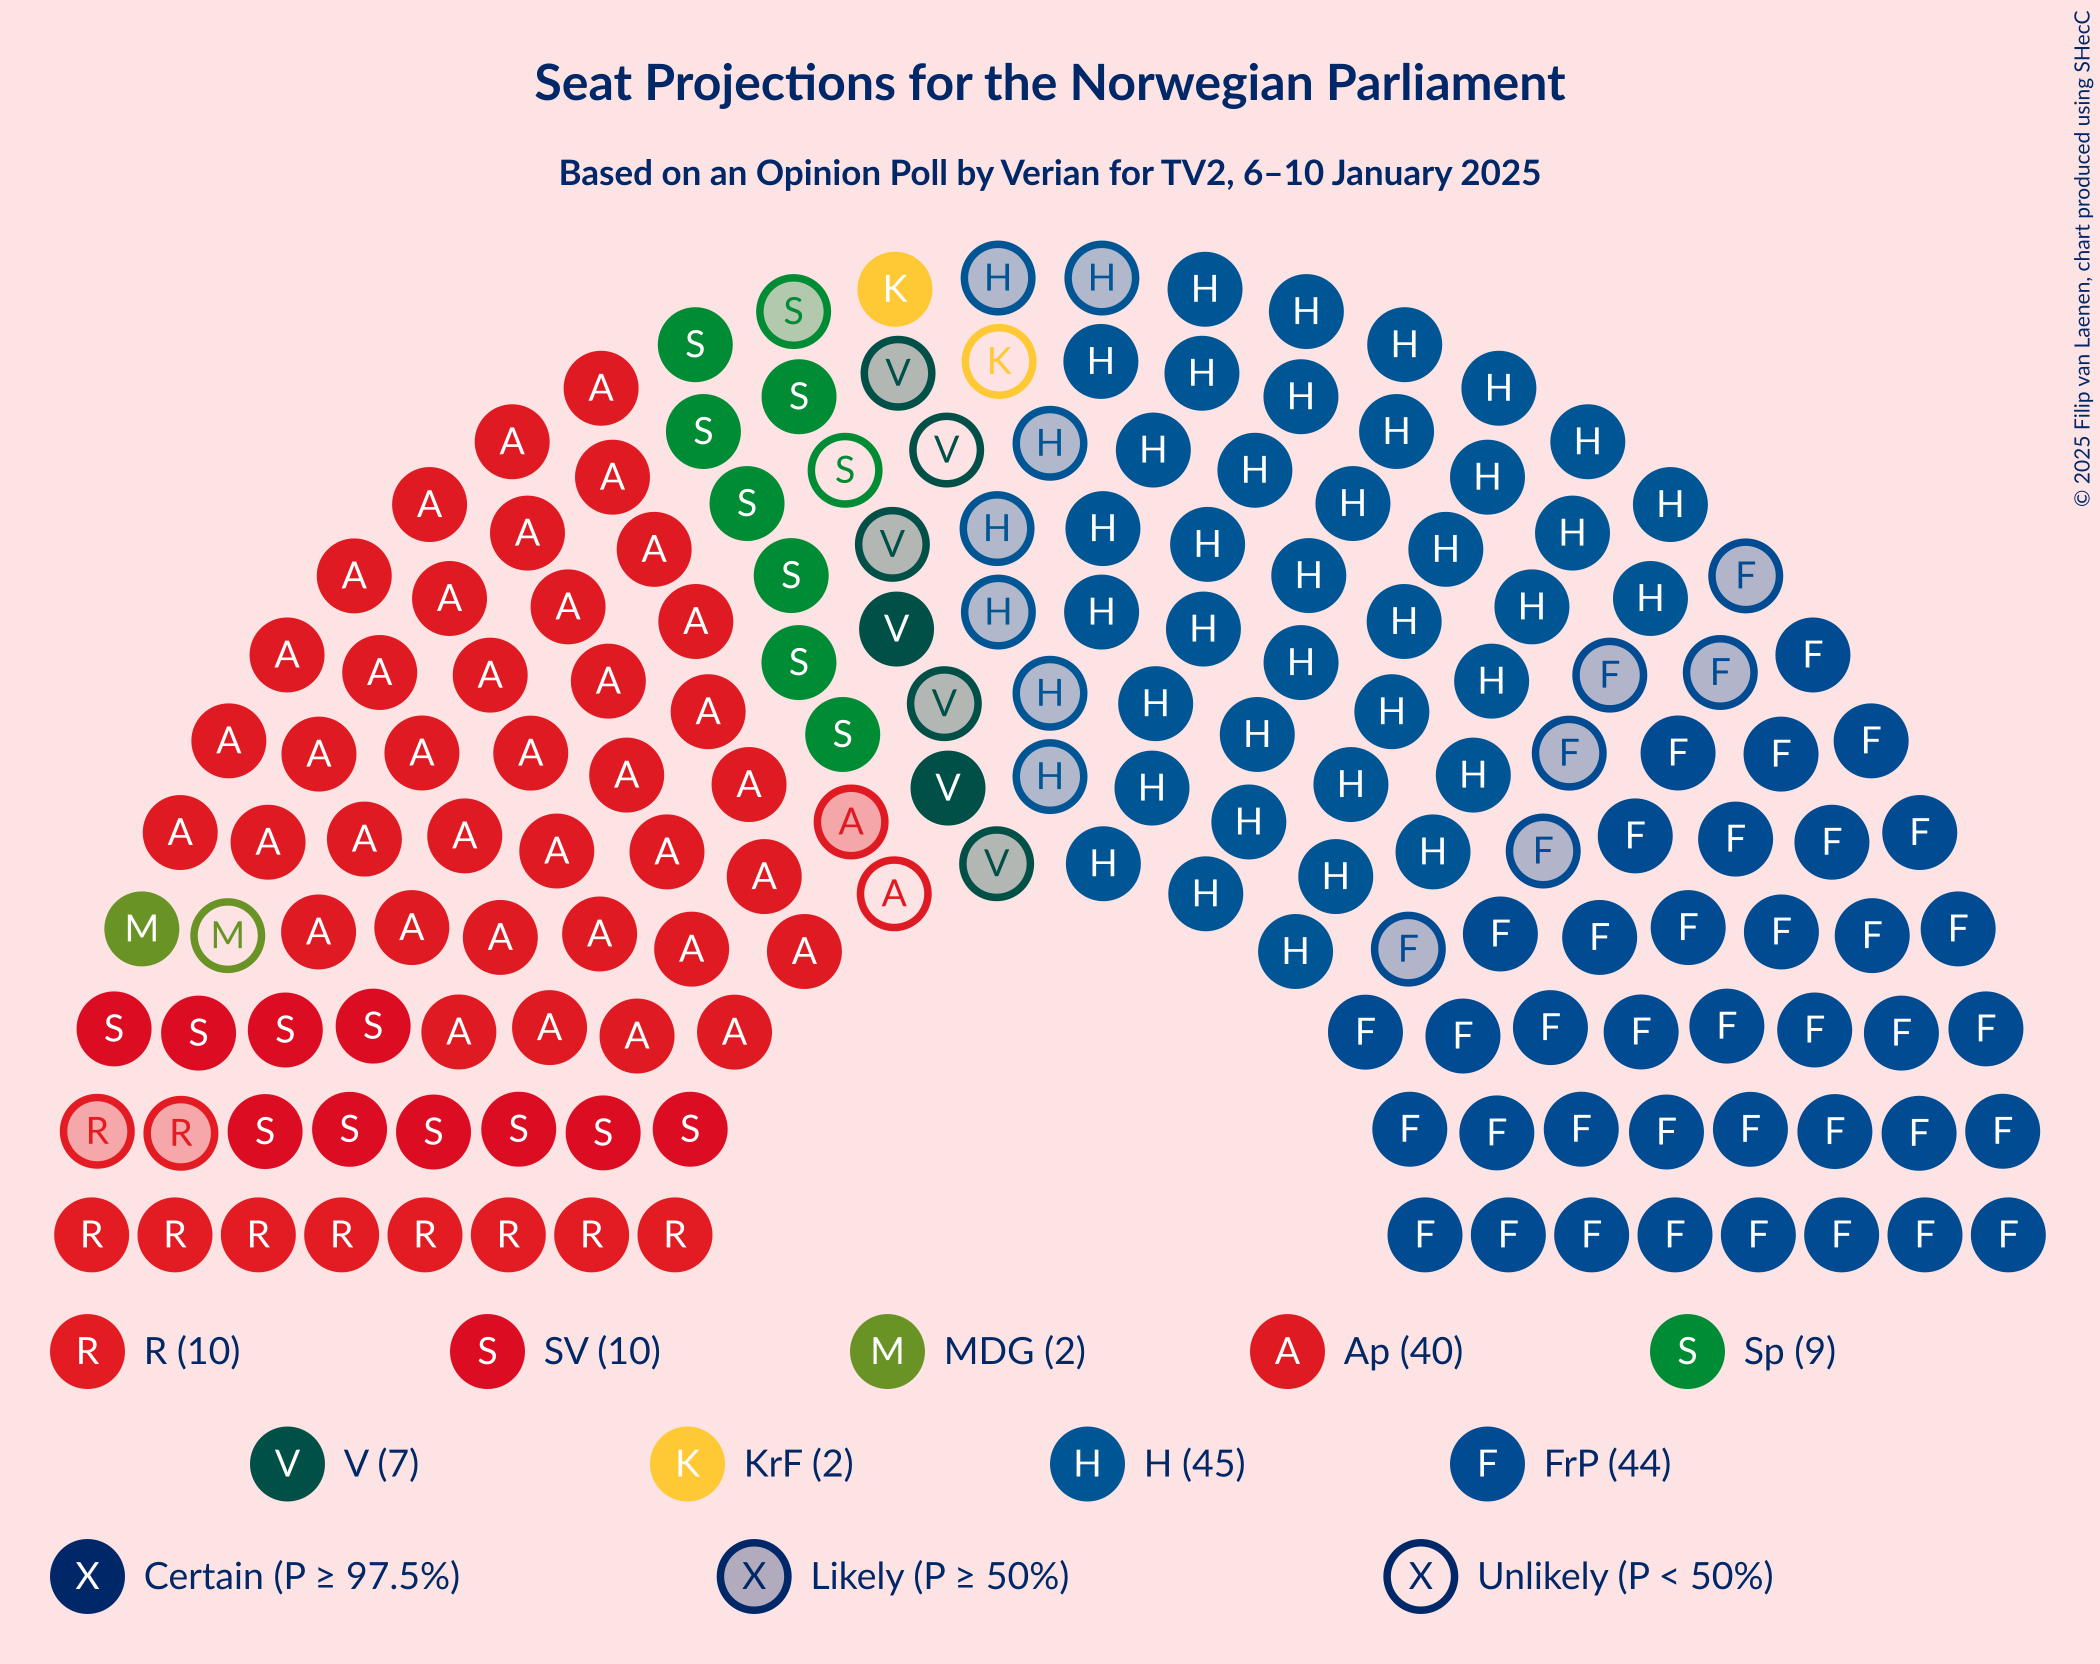 Seat Projections for the Norwegian Parliament
Based on an Opinion Poll by Verian for TV2, 6–10 January 2025
© 2025 Filip van Laenen, chart produced using SHecC
K H H H H
S S H
A S V K H H H H
A A S S V H H H H H
A A A S V H H H H H H
A A A S V H H H H H F
A A A A S V H H H H F F F
A A A A A S V H H H H F F F F
A A A A A A A V H H H H F F F F F
M M A A A A A A A H H H F F F F F F F
S S S S A A A A F F F F F F F F
R R S S S S S S F F F F F F F F
R R R R R R R R F F F F F F F F
R R (10) S SV (10) M MDG (2) A Ap (40) S Sp (9)
V V (7) K KrF (2) H H (45) F FrP (44)
X Certain (P ≥ 97.5%) X Likely (P ≥ 50%) X Unlikely (P < 50%)